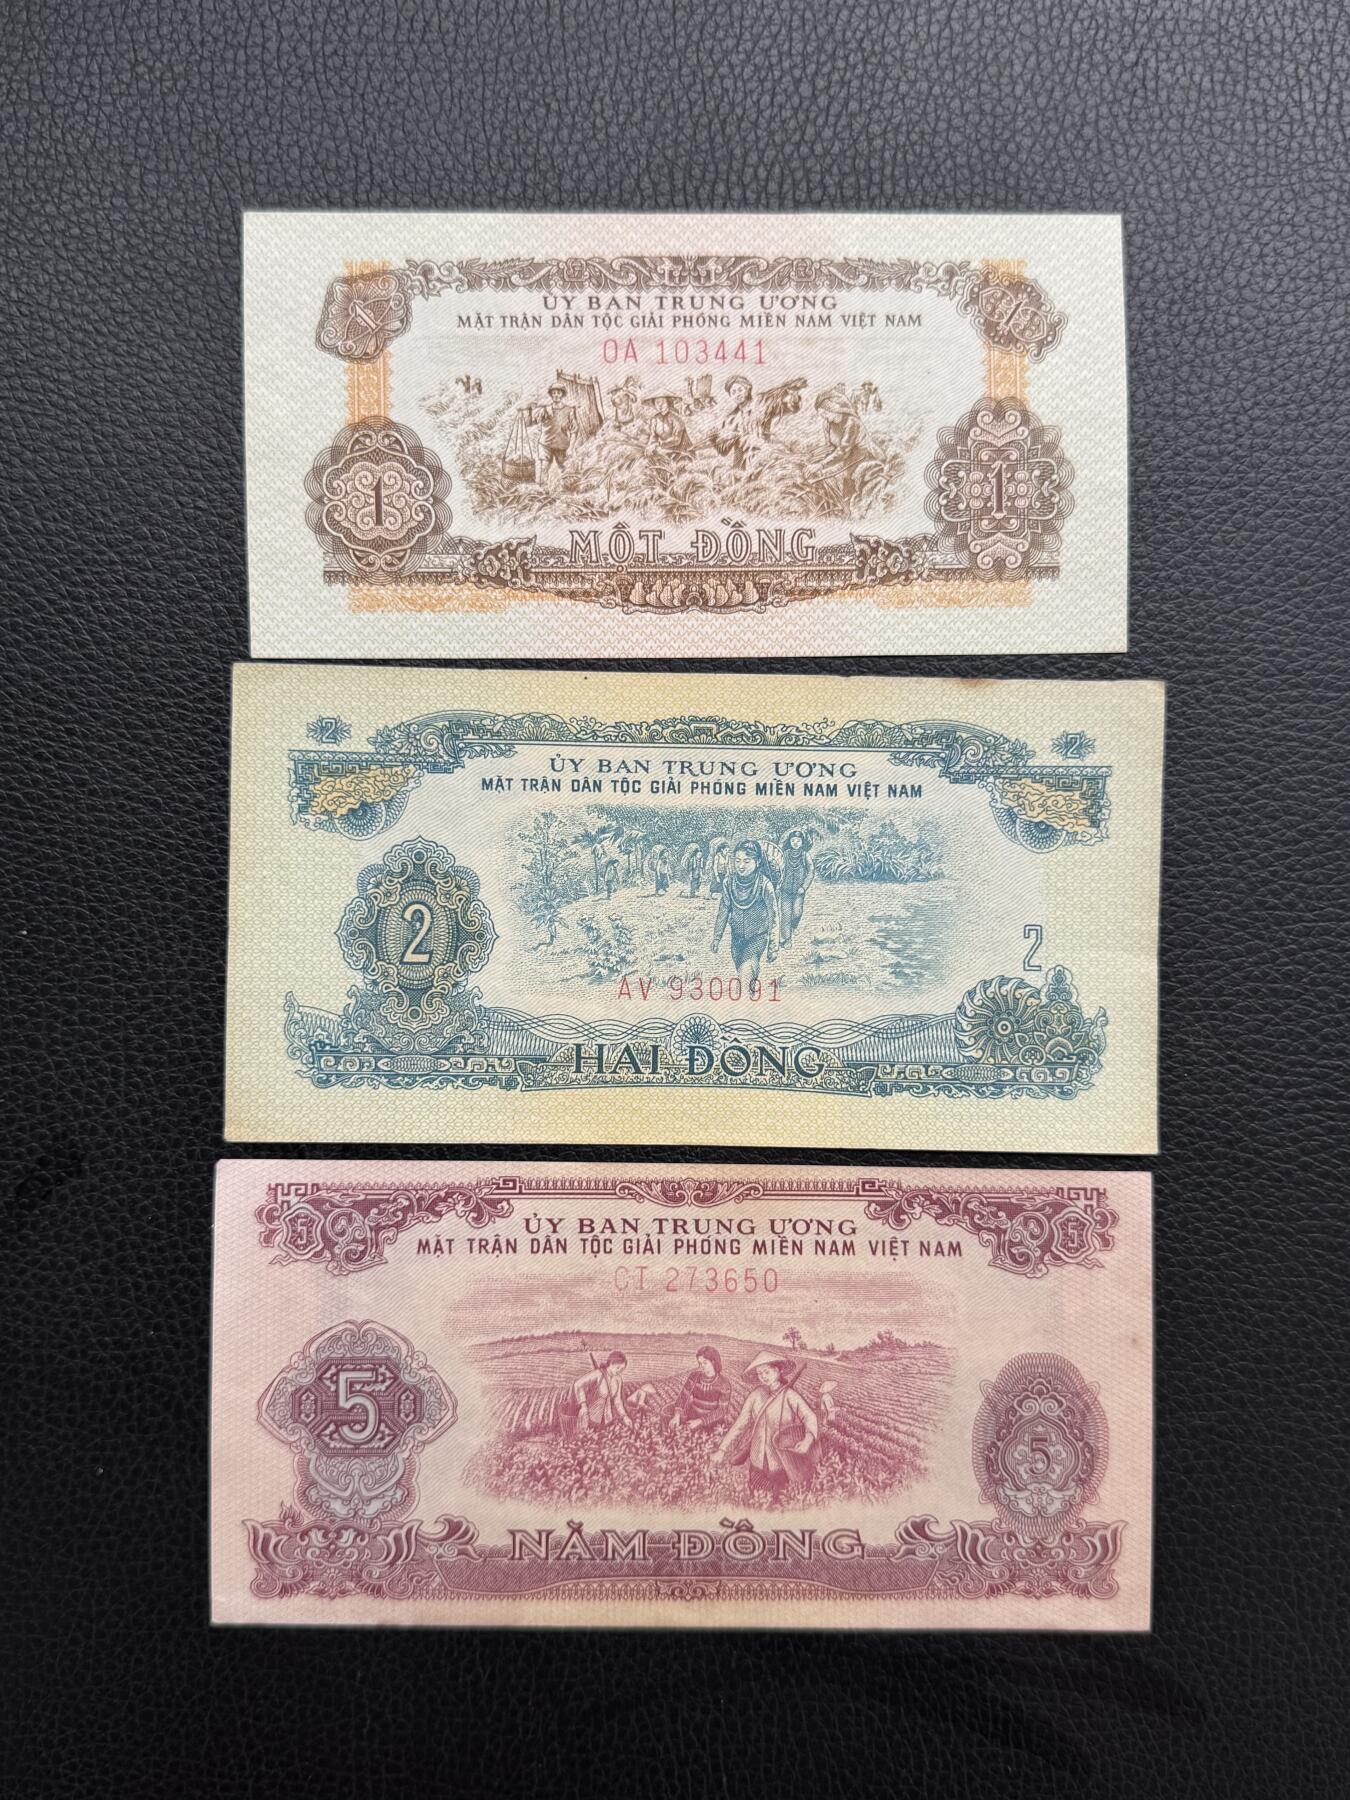 1
1
ỦY BAN TRUNG ƯƠNG
MẶT TRẬN DÂN TỘC GIẢI PHÓNG MIỀN NAM VIỆT NAM
OA 103441
1
1
MỘT ĐỒNG
2
2
ỦY BAN TRUNG ƯƠNG
MẶT TRẬN DÂN TỘC GIẢI PHÓNG MIỀN NAM VIỆT NAM
2
2
AV 930091
HAI ĐỒNG
5
5
ỦY BAN TRUNG ƯƠNG
MẶT TRẬN DÂN TỘC GIẢI PHÓNG MIỀN NAM VIỆT NAM
CT 273650
5
5
NĂM ĐỒNG